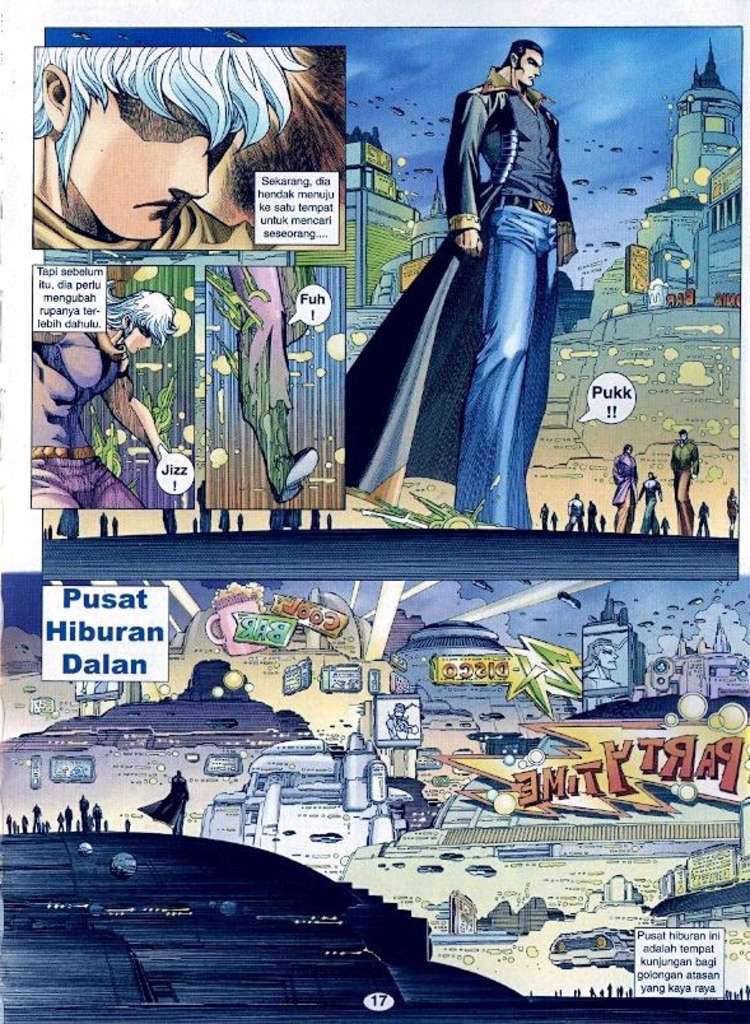 Sekarang, dia
hendak menuju
ke satu tempat
untuk mencari
seseorang....
Tapi sebelum
itu, dia perlu
mengubah
rupanya ter-
lebih dahulu.
Jizz
!
Fuh
!
Pukk
!!
Pusat
Hiburan
Dalan
BAR
COOL
DISCO
PARTY TIME
Pusat hiburan ini
adalah tempat
kunjungan bagi
golongan atasan
yang kaya raya
17